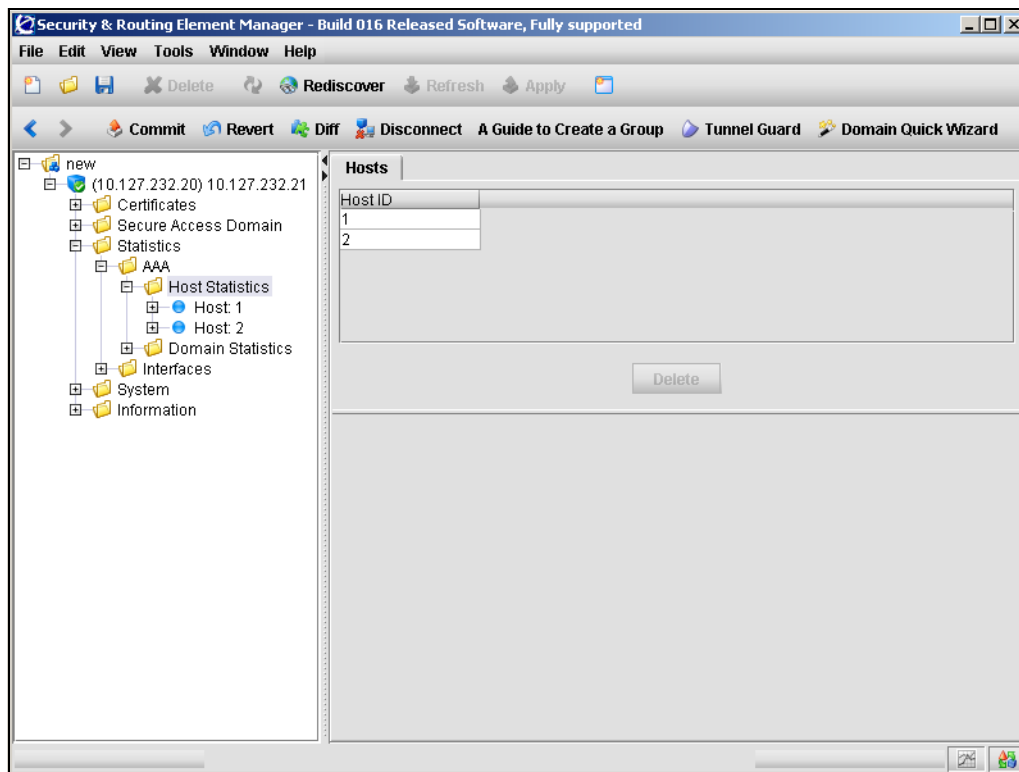 Security & Routing Element Manager - Build 016 Released Software, Fully supported
File Edit View Tools Window Help
Delete Rediscover Refresh Apply
Commit Revert Diff Disconnect A Guide to Create a Group Tunnel Guard Domain Quick Wizard
new
(10.127.232.20) 10.127.232.21
Certificates
Secure Access Domain
Statistics
AAA
Host Statistics
Host: 1
Host: 2
Domain Statistics
Interfaces
System
Information
Hosts
Host ID
1
2
Delete